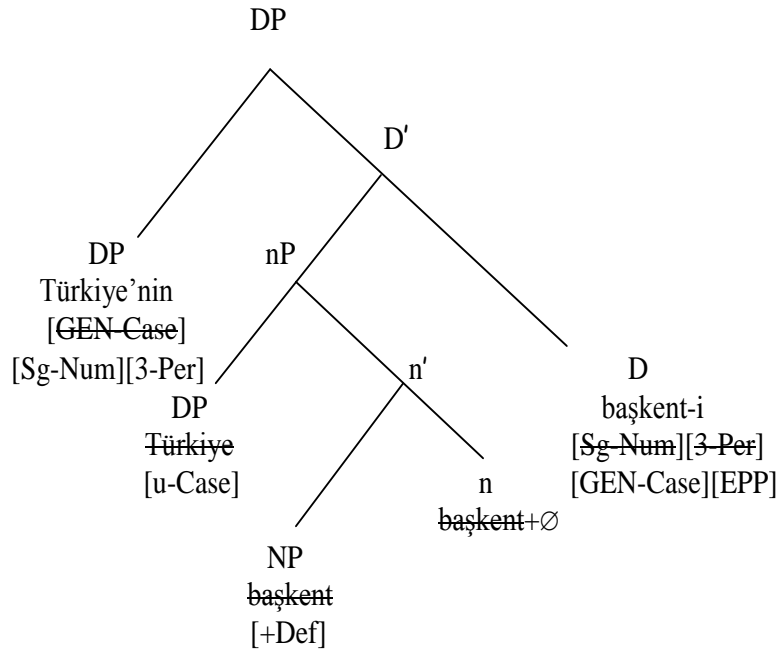 DP
D'
DP
Türkiye'nin
[GEN-Case]
[Sg-Num][3-Per]
nP
DP
Türkiye
[u-Case]
n'
D
başkent-i
[Sg-Num][3-Per]
[GEN-Case][EPP]
n
başkent+∅
NP
başkent
[+Def]